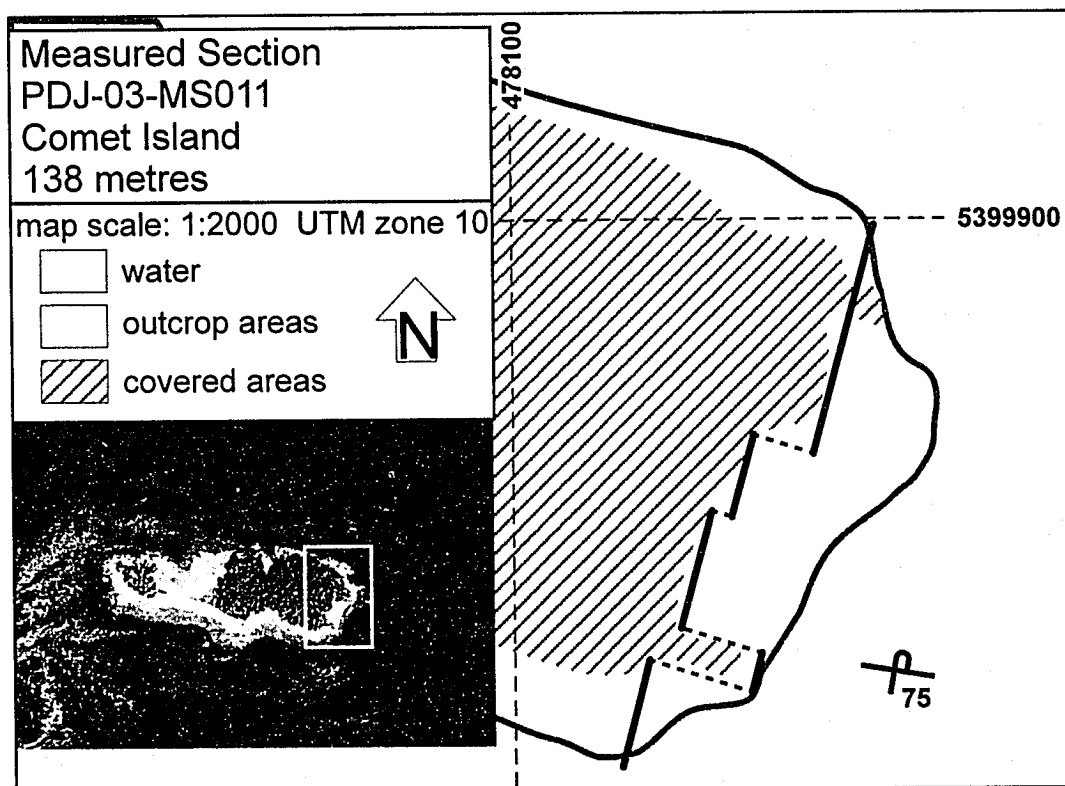 Measured Section
PDJ-03-MS011
Comet Island
138 metres
map scale: 1:2000 UTM zone 10
water
outcrop areas
covered areas
N
478100
5399900
75